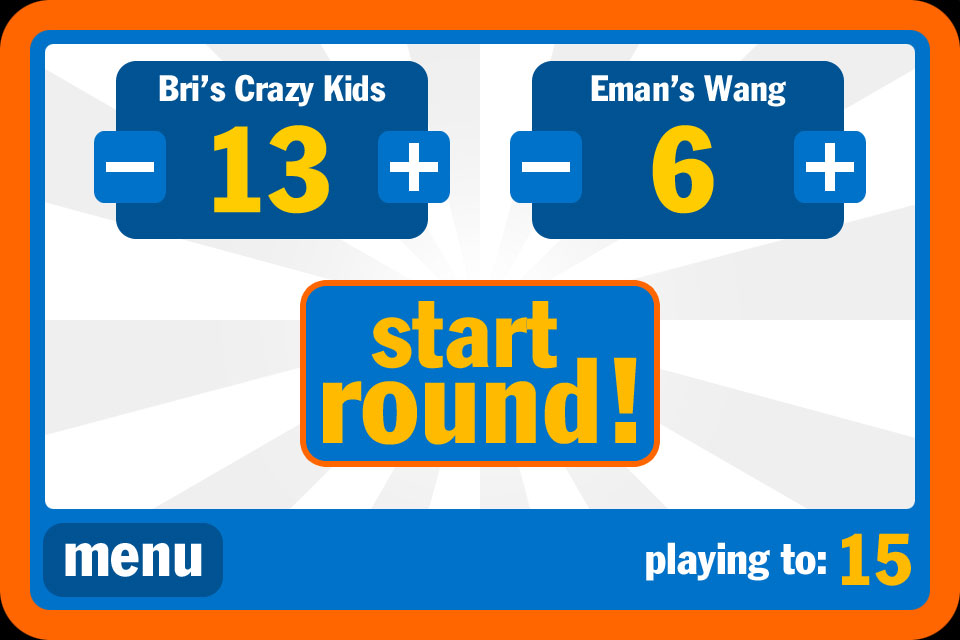 Bri's Crazy Kids
− 13 +
Eman's Wang
− 6 +
start
round!
menu
playing to: 15